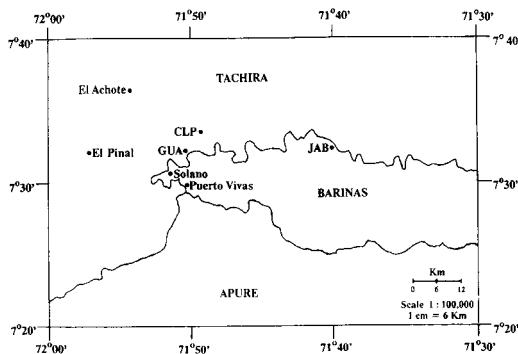 72°00' 71°50' 71°40' 71°30'
7°40' 7°40'
TACHIRA
El Achote
CLP
GUA
El Pinal
JAB
Solano
7°30' 7°30'
Puerto Vivas
BARINAS
Km
0 6 12
APURE
Scale 1 : 100,000
1 cm = 6 Km
7°20' 7°20'
72°00' 71°50' 71°40' 71°30'